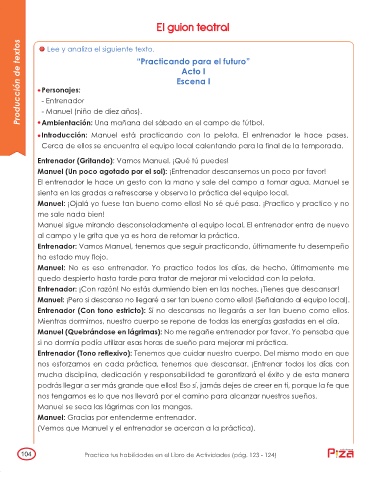 El guion teatral
Producción de textos
Lee y analiza el siguiente texto.
“Practicando para el futuro”
Acto I
Escena I
Personajes:
- Entrenador
- Manuel (niño de diez años).
Ambientación: Una mañana del sábado en el campo de fútbol.
Introducción: Manuel está practicando con la pelota. El entrenador le hace pases.
Cerca de ellos se encuentra el equipo local calentando para la final de la temporada.
Entrenador (Gritando): Vamos Manuel, ¡Qué tú puedes!
Manuel (Un poco agotado por el sol): ¡Entrenador descansemos un poco por favor!
El entrenador le hace un gesto con la mano y sale del campo a tomar agua. Manuel se
sienta en las gradas a refrescarse y observa la práctica del equipo local.
Manuel: ¡Ojalá yo fuese tan bueno como ellos! No sé qué pasa. ¡Practico y practico y no
me sale nada bien!
Manuel sigue mirando desconsoladamente al equipo local. El entrenador entra de nuevo
al campo y le grita que ya es hora de retomar la práctica.
Entrenador: Vamos Manuel, tenemos que seguir practicando, últimamente tu desempeño
ha estado muy flojo.
Manuel: No es eso entrenador. Yo practico todos los días, de hecho, últimamente me
quedo despierto hasta tarde para tratar de mejorar mi velocidad con la pelota.
Entrenador: ¡Con razón! No estás durmiendo bien en las noches. ¡Tienes que descansar!
Manuel: ¡Pero si descanso no llegaré a ser tan bueno como ellos! (Señalando al equipo local).
Entrenador (Con tono estricto): Si no descansas no llegarás a ser tan bueno como ellos.
Mientras dormimos, nuestro cuerpo se repone de todas las energías gastadas en el día.
Manuel (Quebrándose en lágrimas): No me regañe entrenador por favor. Yo pensaba que
si no dormía podía utilizar esas horas de sueño para mejorar mi práctica.
Entrenador (Tono reflexivo): Tenemos que cuidar nuestro cuerpo. Del mismo modo en que
nos esforzamos en cada práctica, tenemos que descansar. ¡Entrenar todos los días con
mucha disciplina, dedicación y responsabilidad te garantizará el éxito y de esta manera
podrás llegar a ser más grande que ellos! Eso sí, jamás dejes de creer en ti, porque la fe que
nos tengamos es lo que nos llevará por el camino para alcanzar nuestros sueños.
Manuel se seca las lágrimas con las mangas.
Manuel: Gracias por entenderme entrenador.
(Vemos que Manuel y el entrenador se acercan a la práctica).
104
Practica tus habilidades en el Libro de Actividades (pág. 123 - 124)